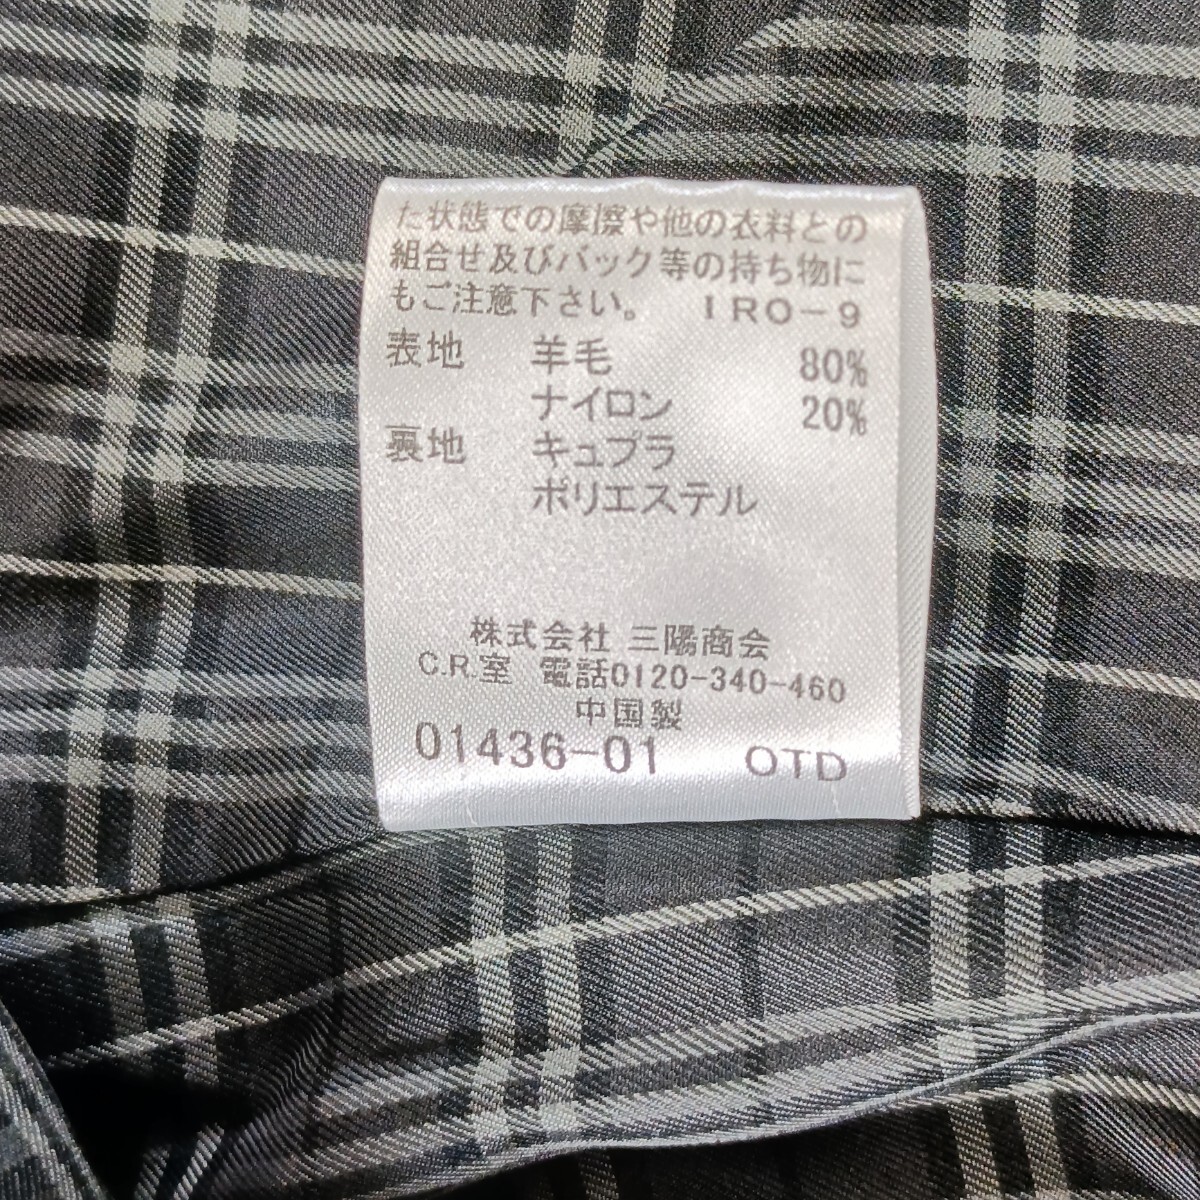 た状態での摩擦や他の衣料との
組合せ及びバック等の持ち物に
もご注意下さい。 IRO-9
表地 羊毛 80%
ナイロン 20%
裏地 キュプラ
ポリエステル
株式会社 三陽商会
C.R.室 電話0120-340-460
中国製
01436-01 OTD